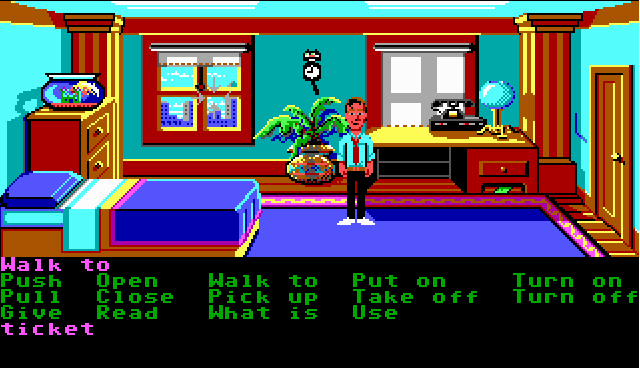 Walk to
Push Open Walk to Put on Turn on
Pull Close Pick up Take off Turn off
Give Read What is Use
ticket